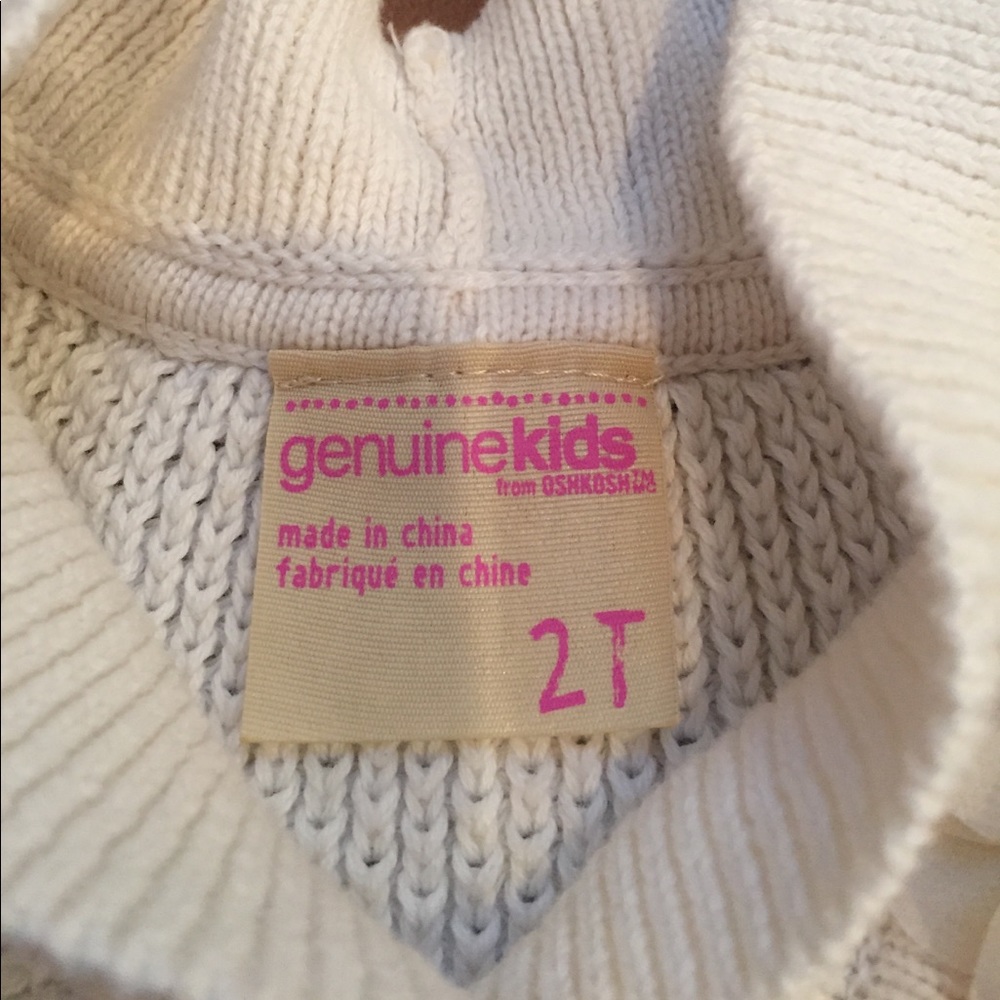 genuinekids
from OSHKOSH
made in china
fabriqué en chine
2T